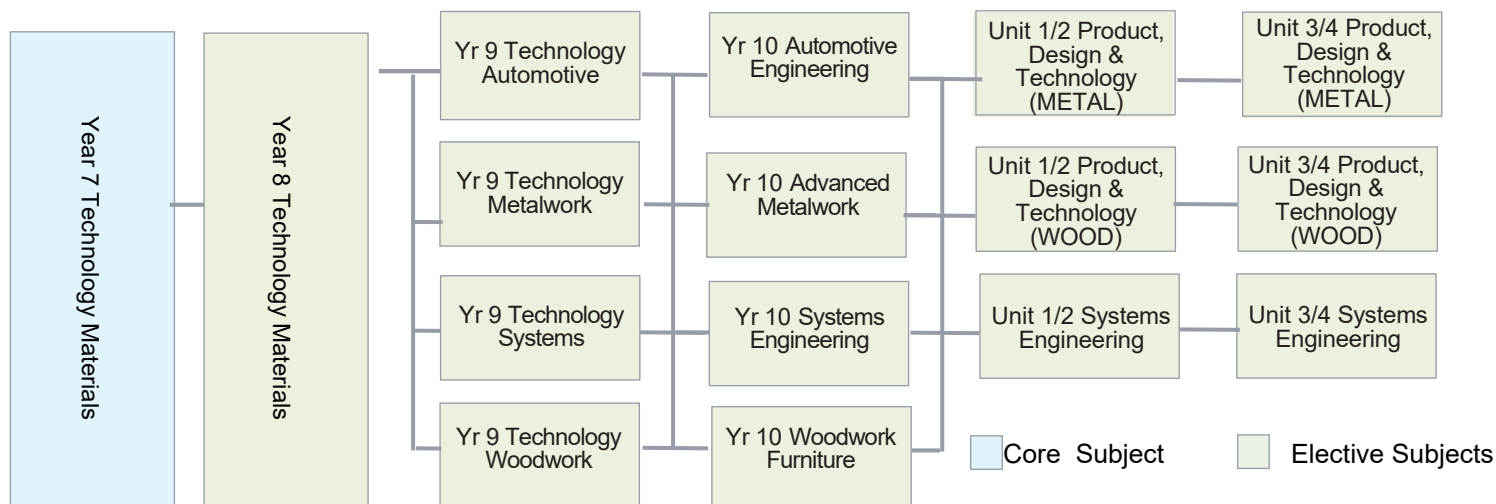 Year 7 Technology Materials
Year 8 Technology Materials
Yr 9 Technology
Automotive
Yr 9 Technology
Metalwork
Yr 9 Technology
Systems
Yr 9 Technology
Woodwork
Yr 10 Automotive
Engineering
Yr 10 Advanced
Metalwork
Yr 10 Systems
Engineering
Yr 10 Woodwork
Furniture
Unit 1/2 Product,
Design &
Technology
(METAL)
Unit 1/2 Product,
Design &
Technology
(WOOD)
Unit 1/2 Systems
Engineering
Unit 3/4 Product,
Design &
Technology
(METAL)
Unit 3/4 Product,
Design &
Technology
(WOOD)
Unit 3/4 Systems
Engineering
Core Subject
Elective Subjects